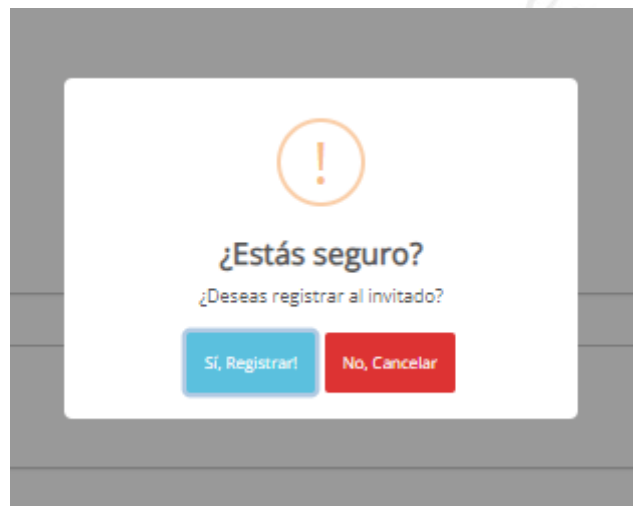 !
¿Estás seguro?
¿Deseas registrar al invitado?
Sí, Registrar!
No, Cancelar